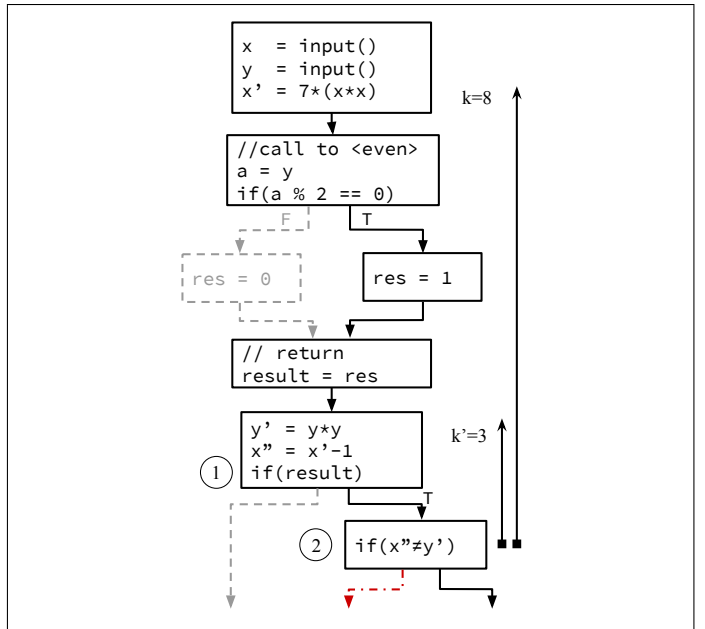 x  = input()
y  = input()
x’ = 7*(x*x)
k=8
//call to <even>
a = y
if(a % 2 == 0)
F
T
res = 0
res = 1
// return
result = res
y’ = y*y
x” = x’-1
if(result)
k’=3
1
T
2
if(x”≠y’)